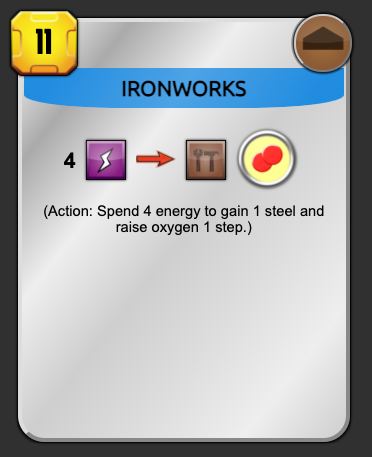 11
IRONWORKS
4
(Action: Spend 4 energy to gain 1 steel and
raise oxygen 1 step.)